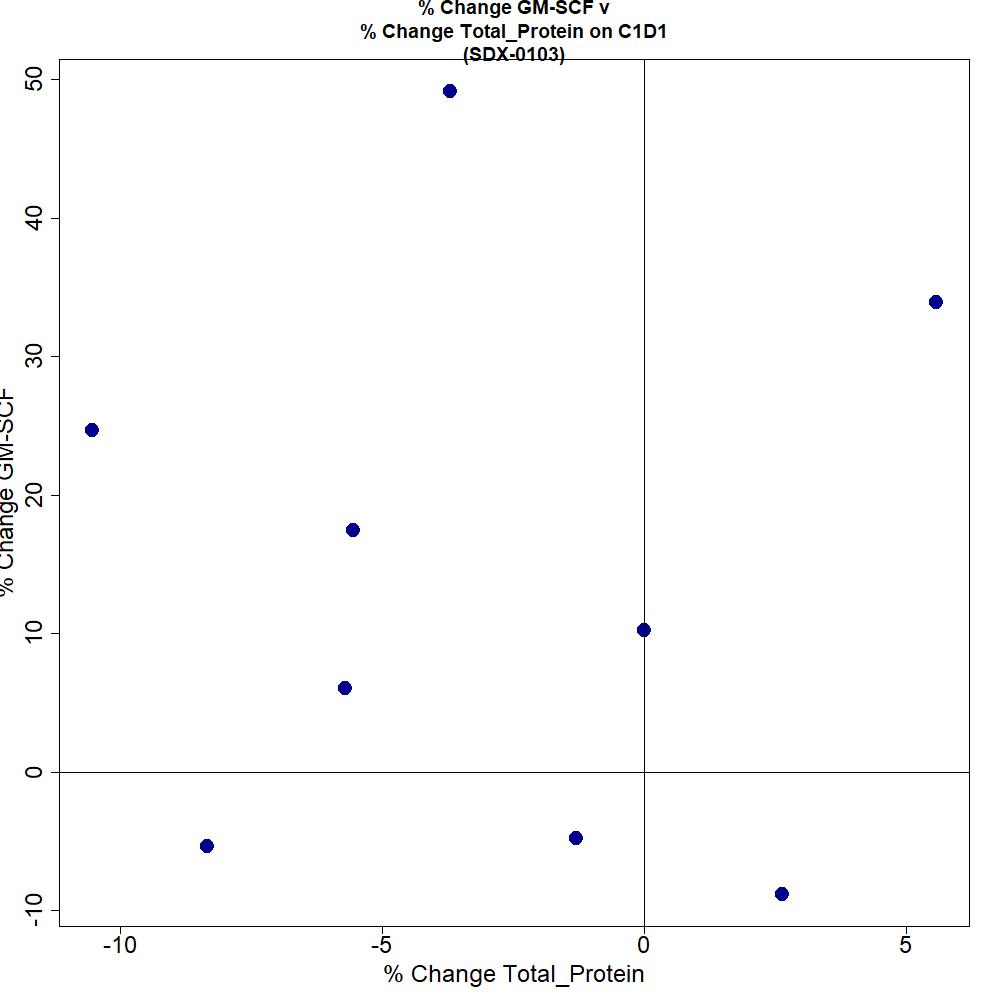 % Change GM-SCF v
% Change Total_Protein on C1D1
(SDX-0103)
% Change GM-SCF
50
40
30
20
10
0
-10
-10
-5
0
5
% Change Total_Protein